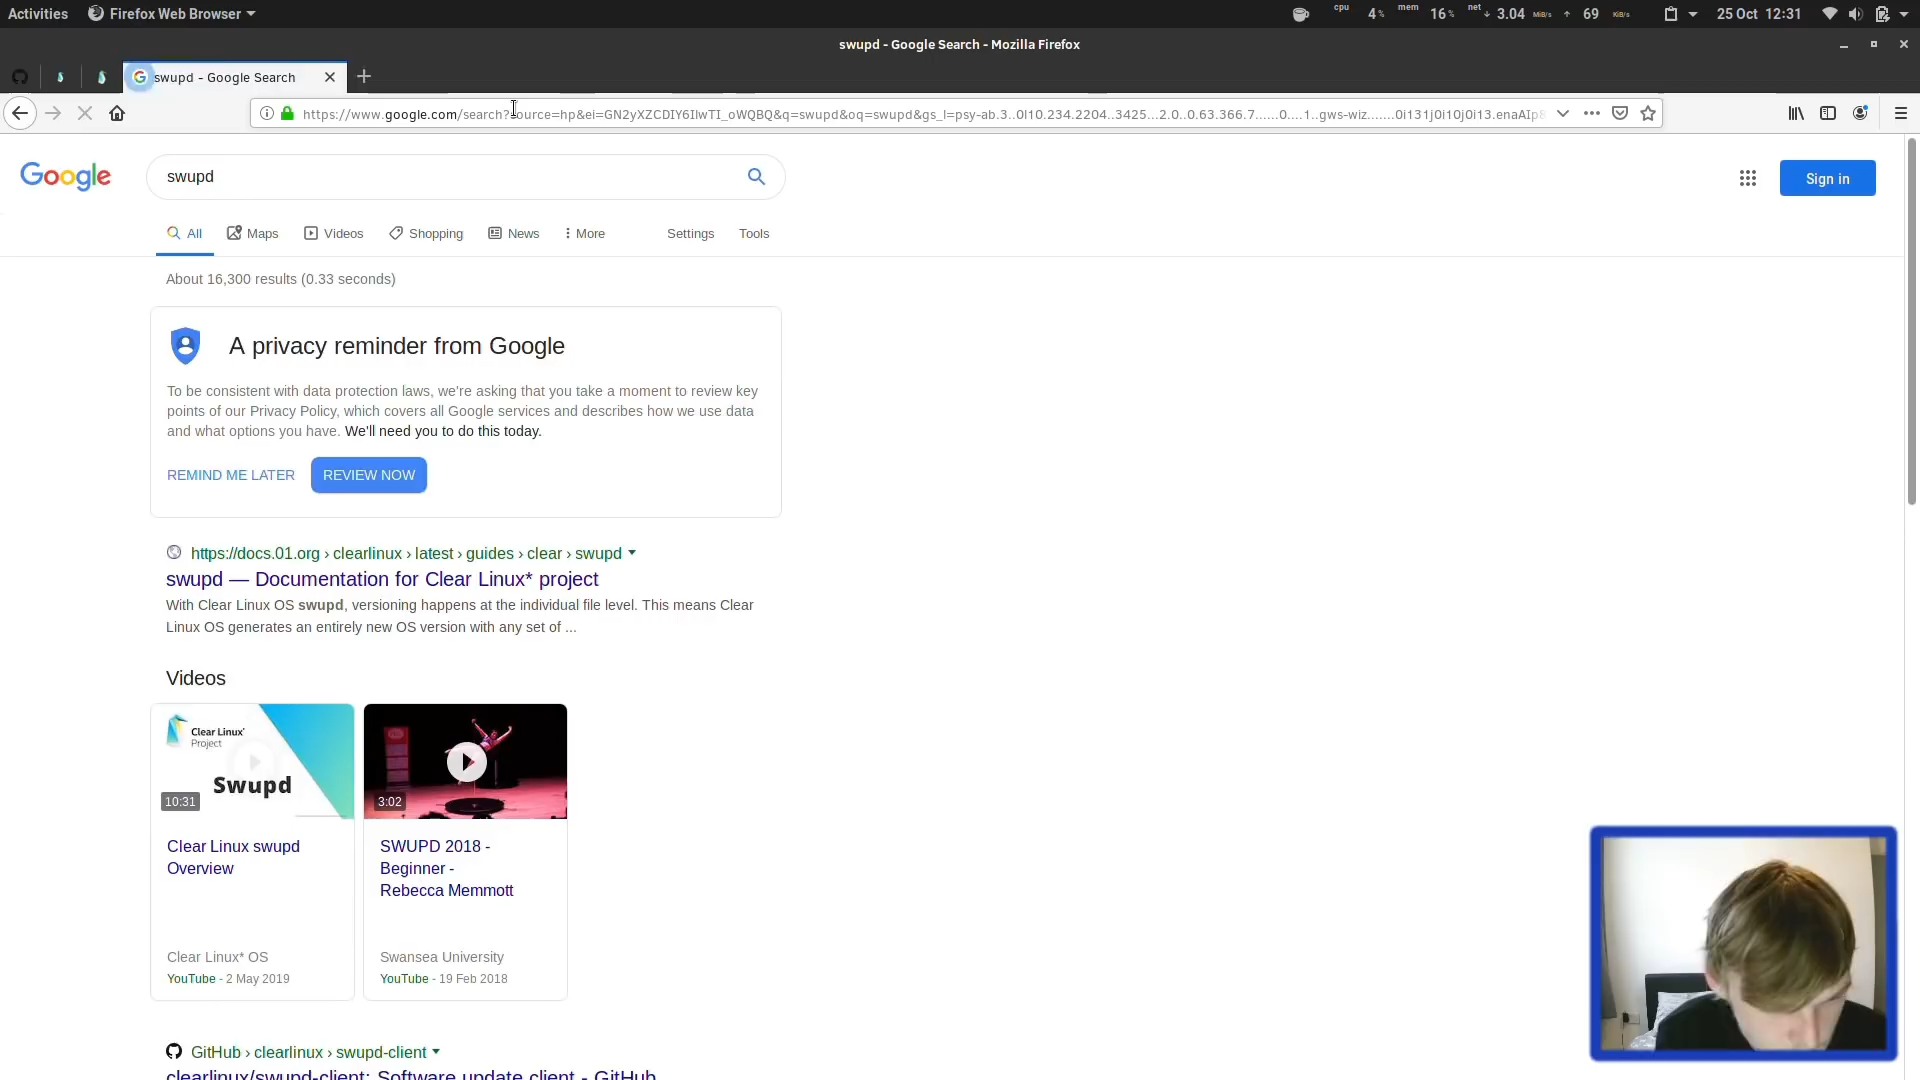 Activities Firefox Web Browser cpu 4% mem 16% net 3.04 MiB/s 69 KiB/s 25 Oct 12:31
swupd - Google Search - Mozilla Firefox
swupd - Google Search
https://www.google.com/search?source=hp&ei=GN2yXZCDIY6IIwTI_oWQBQ&q=swupd&oq=swupd&gs_l=psy-ab.3..0l10.234.2204..3425...2.0..0.63.366.7......0....1..gws-wiz.......0i131j0i10j0i13.enaAIp8
Google swupd Sign in
All Maps Videos Shopping News More Settings Tools
About 16,300 results (0.33 seconds)
A privacy reminder from Google
To be consistent with data protection laws, we're asking that you take a moment to review key
points of our Privacy Policy, which covers all Google services and describes how we use data
and what options you have. We'll need you to do this today.
REMIND ME LATER REVIEW NOW
https://docs.01.org › clearlinux › latest › guides › clear › swupd
swupd — Documentation for Clear Linux* project
With Clear Linux OS swupd, versioning happens at the individual file level. This means Clear
Linux OS generates an entirely new OS version with any set of ...
Videos
Clear Linux*
Project
Swupd
10:31
Clear Linux swupd
Overview
Clear Linux* OS
YouTube - 2 May 2019
3:02
SWUPD 2018 -
Beginner -
Rebecca Memmott
Swansea University
YouTube - 19 Feb 2018
GitHub › clearlinux › swupd-client
clearlinux/swupd-client: Software update client - GitHub